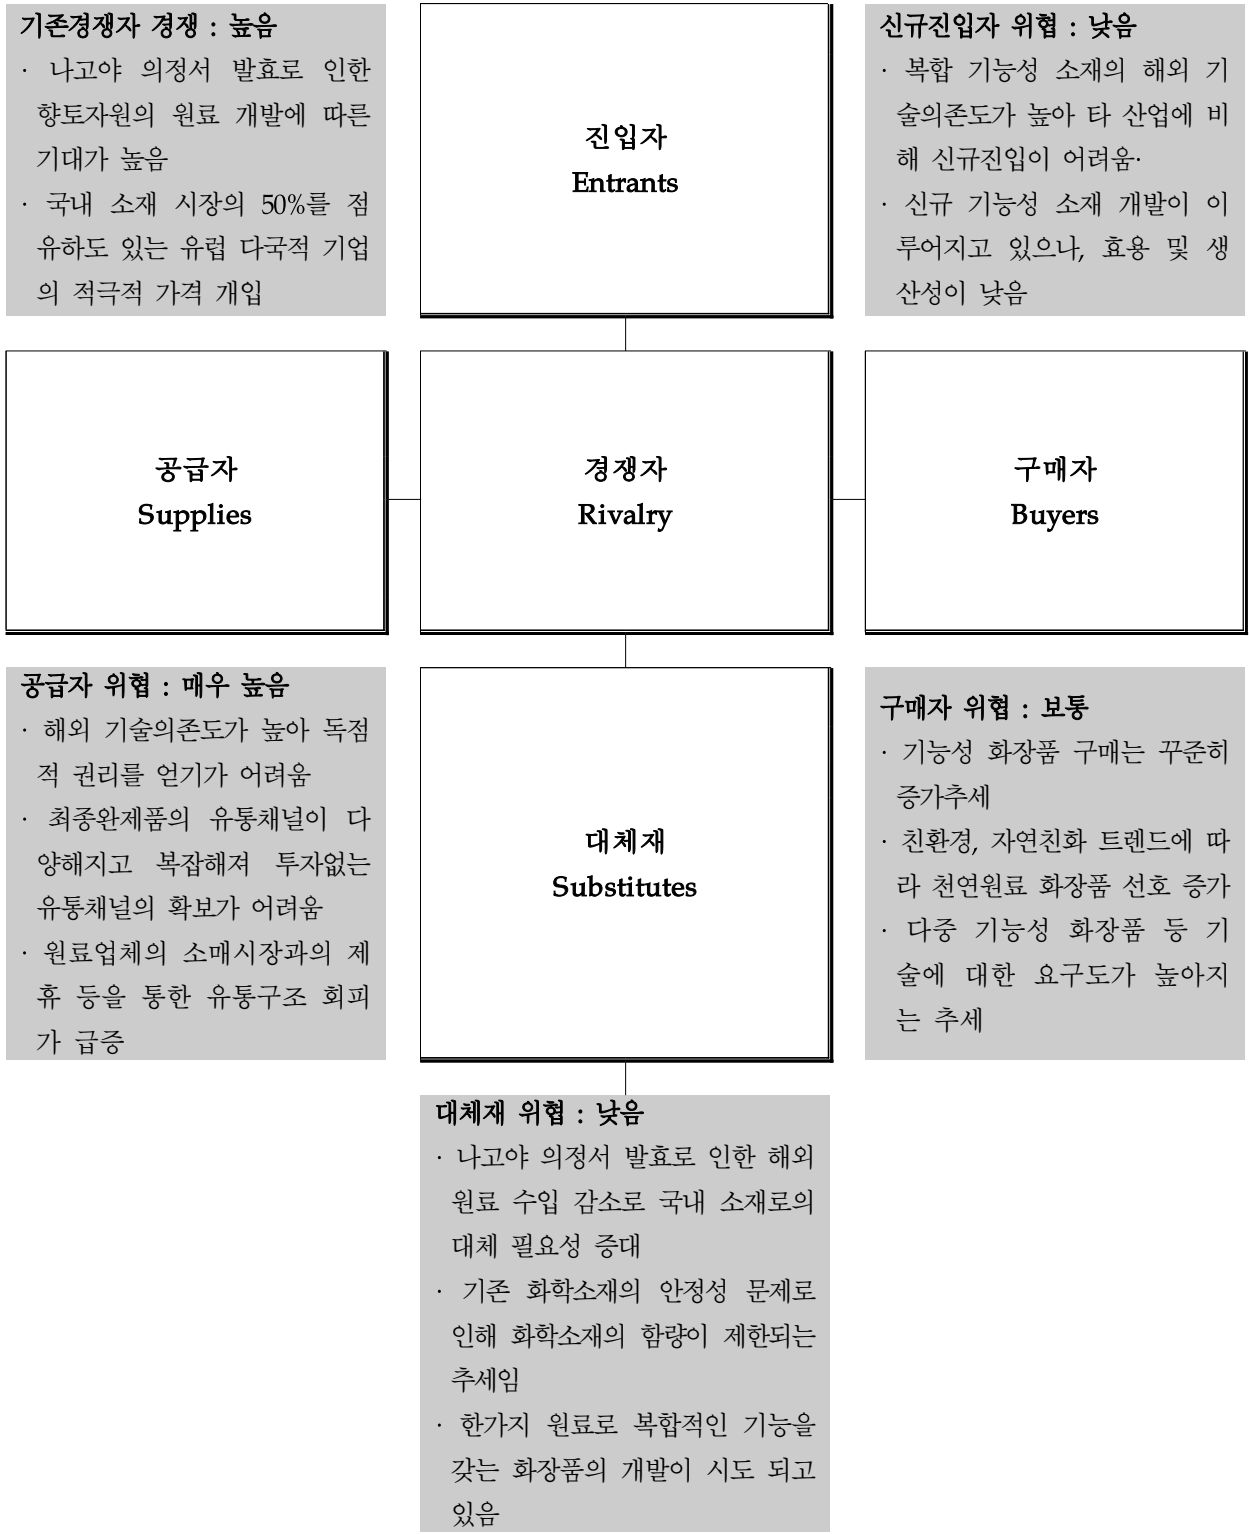 기존경쟁자 경쟁 : 높음
· 나고야 의정서 발효로 인한
향토자원의 원료 개발에 따른
기대가 높음
· 국내 소재 시장의 50%를 점
유하도 있는 유럽 다국적 기업
의 적극적 가격 개입
진입자
Entrants
신규진입자 위협 : 낮음
· 복합 기능성 소재의 해외 기
술의존도가 높아 타 산업에 비
해 신규진입이 어려움·
· 신규 기능성 소재 개발이 이
루어지고 있으나, 효용 및 생
산성이 낮음
공급자
Supplies
경쟁자
Rivalry
구매자
Buyers
공급자 위협 : 매우 높음
· 해외 기술의존도가 높아 독점
적 권리를 얻기가 어려움
· 최종완제품의 유통채널이 다
양해지고 복잡해져 투자없는
유통채널의 확보가 어려움
· 원료업체의 소매시장과의 제
휴 등을 통한 유통구조 회피
가 급증
대체재
Substitutes
구매자 위협 : 보통
· 기능성 화장품 구매는 꾸준히
증가추세
· 친환경, 자연친화 트렌드에 따
라 천연원료 화장품 선호 증가
· 다중 기능성 화장품 등 기
술에 대한 요구도가 높아지
는 추세
대체재 위협 : 낮음
· 나고야 의정서 발효로 인한 해외
원료 수입 감소로 국내 소재로의
대체 필요성 증대
· 기존 화학소재의 안정성 문제로
인해 화학소재의 함량이 제한되는
추세임
· 한가지 원료로 복합적인 기능을
갖는 화장품의 개발이 시도 되고
있음